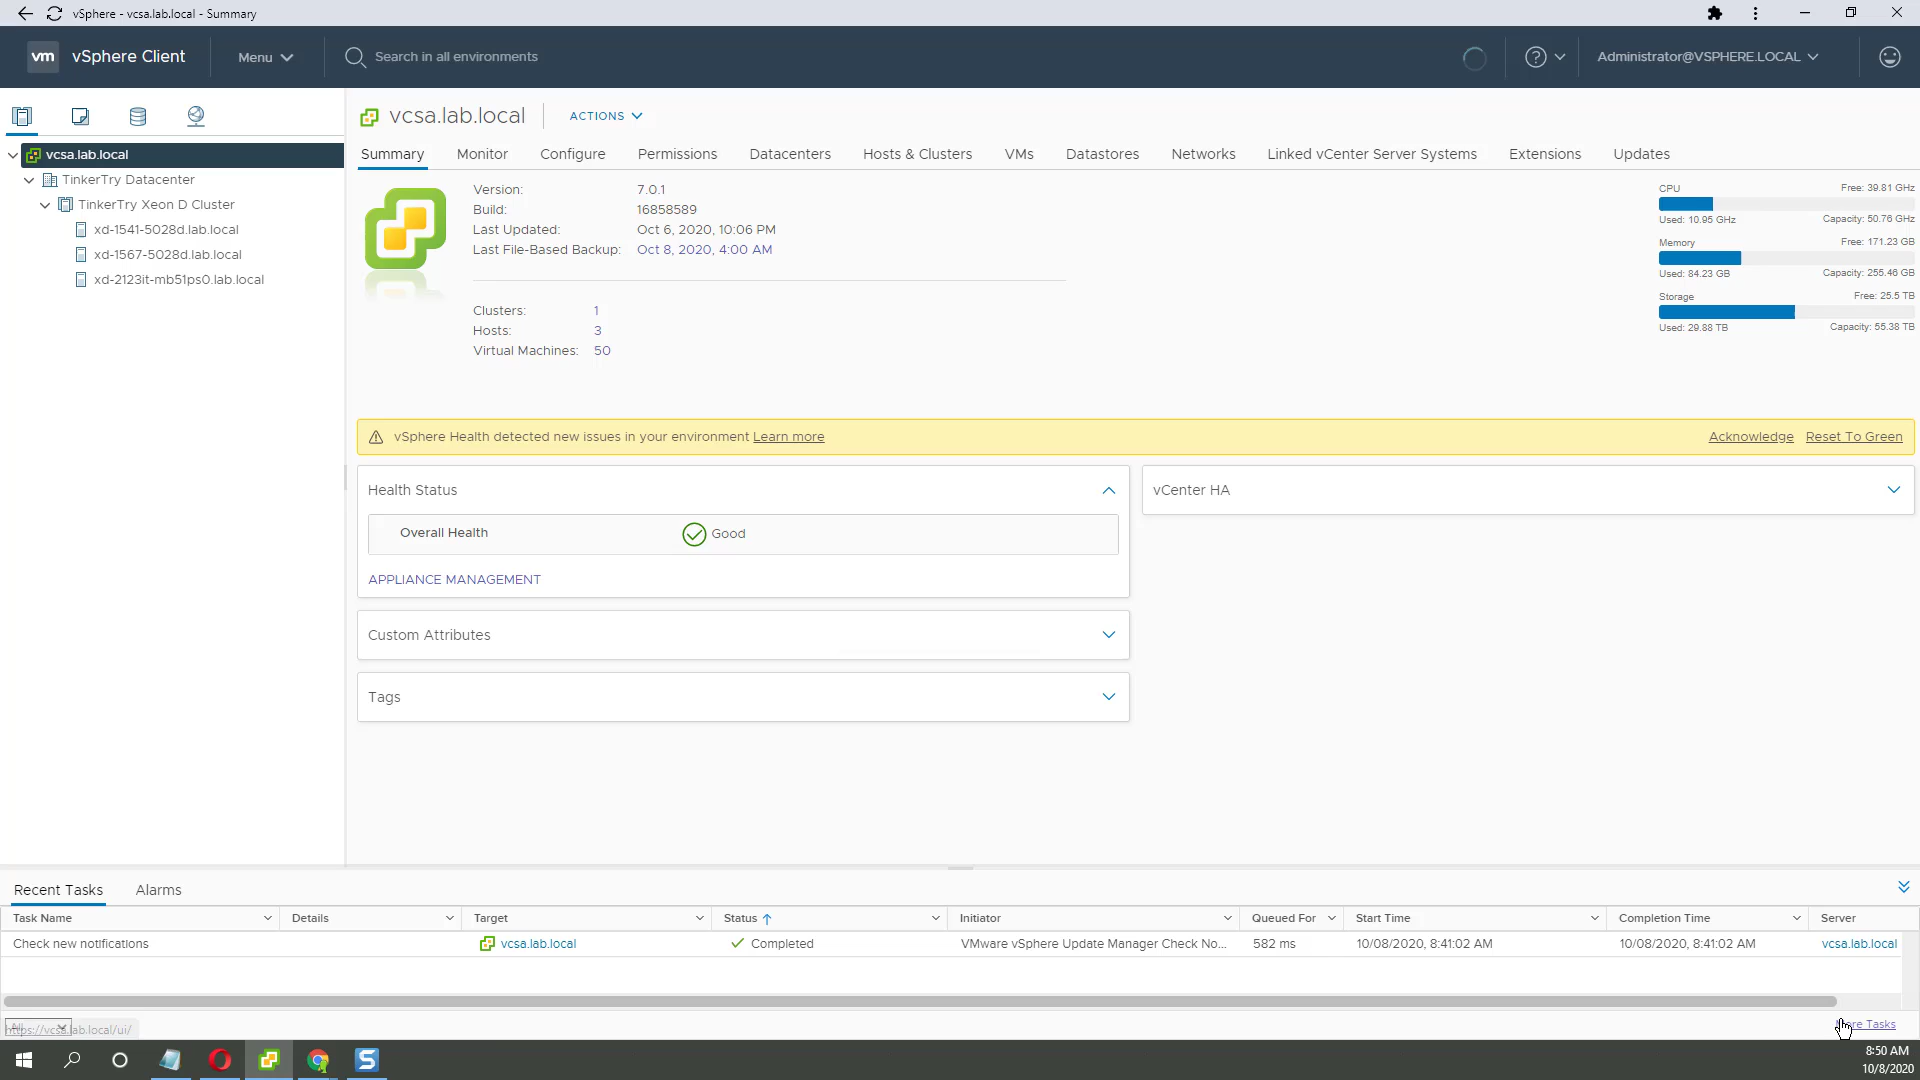 vSphere - vcsa.lab.local - Summary
vm vSphere Client Menu Search in all environments Administrator@VSPHERE.LOCAL
vcsa.lab.local ACTIONS
Summary Monitor Configure Permissions Datacenters Hosts & Clusters VMs Datastores Networks Linked vCenter Server Systems Extensions Updates
vcsa.lab.local
TinkerTry Datacenter
TinkerTry Xeon D Cluster
xd-1541-5028d.lab.local
xd-1567-5028d.lab.local
xd-2123it-mb51ps0.lab.local
Version: 7.0.1
Build: 16858589
Last Updated: Oct 6, 2020, 10:06 PM
Last File-Based Backup: Oct 8, 2020, 4:00 AM
Clusters: 1
Hosts: 3
Virtual Machines: 50
CPU Free: 39.81 GHz
Used: 10.95 GHz Capacity: 50.76 GHz
Memory Free: 171.23 GB
Used: 84.23 GB Capacity: 255.46 GB
Storage Free: 25.5 TB
Used: 29.88 TB Capacity: 55.38 TB
vSphere Health detected new issues in your environment Learn more Acknowledge Reset To Green
Health Status
Overall Health Good
APPLIANCE MANAGEMENT
Custom Attributes
Tags
vCenter HA
Recent Tasks Alarms
Task Name Details Target Status Initiator Queued For Start Time Completion Time Server
Check new notifications vcsa.lab.local Completed VMware vSphere Update Manager Check No... 582 ms 10/08/2020, 8:41:02 AM 10/08/2020, 8:41:02 AM vcsa.lab.local
All
https://vcsa.lab.local/ui/
More Tasks
8:50 AM
10/8/2020